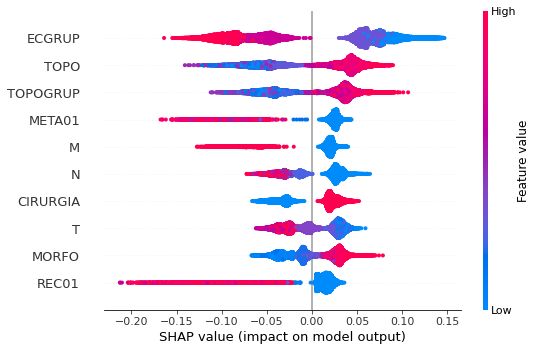 High
ECGRUP
TOPO
TOPOGRUP
META01
M
N
CIRURGIA
T
MORFO
REC01
Feature value
Low
−0.20 −0.15 −0.10 −0.05 0.00 0.05 0.10 0.15
SHAP value (impact on model output)